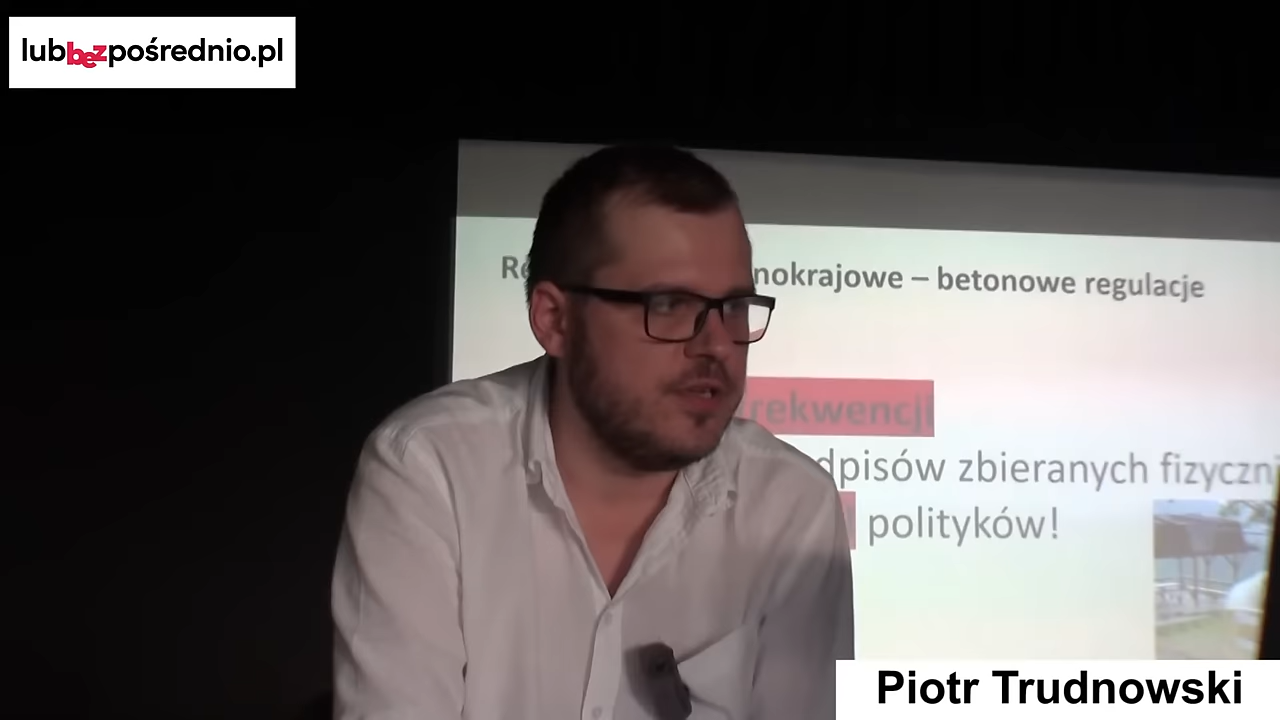 lubbezpośrednio.pl
nokrajowe – betonowe regulacje
rekwencji
dpisów zbieranych fizyczni
polityków!
Piotr Trudnowski